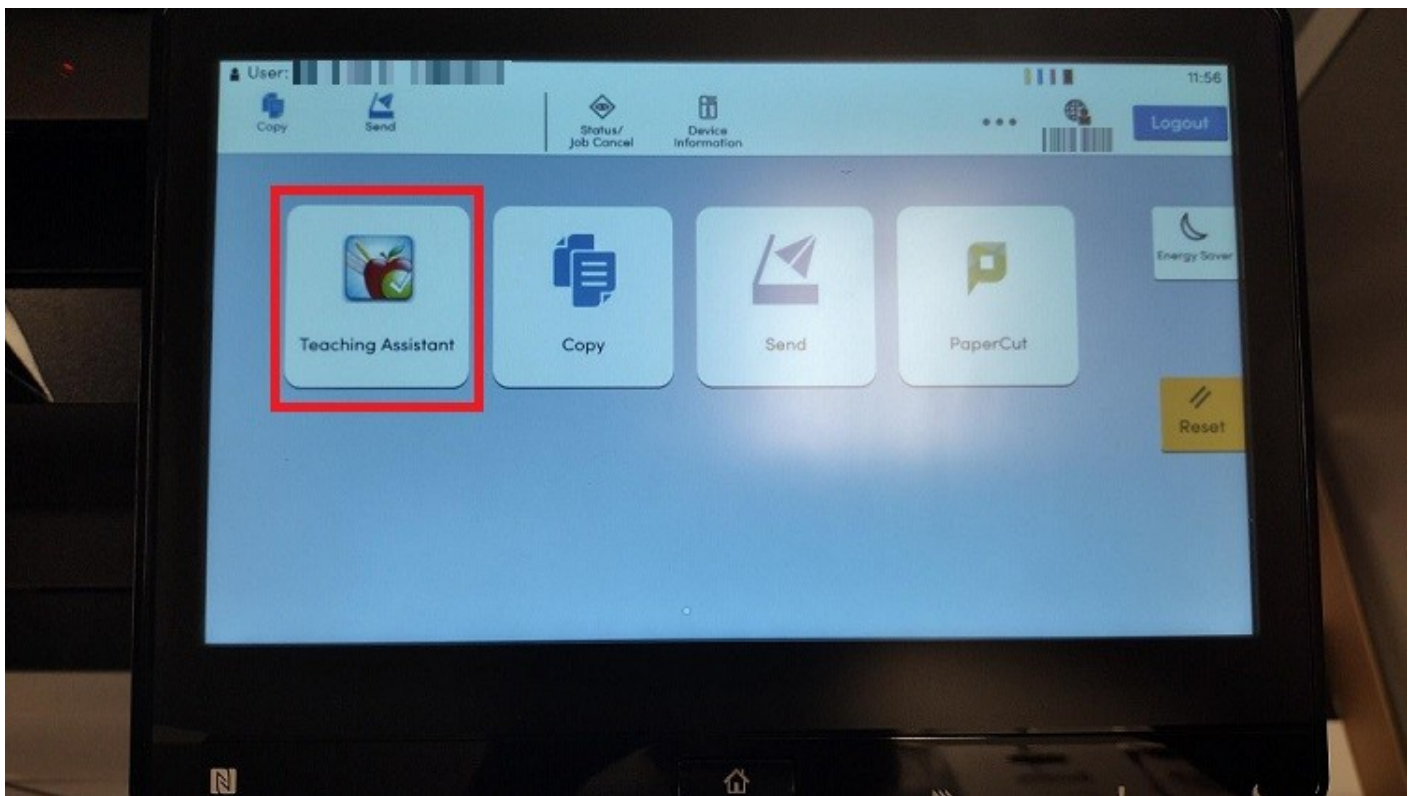 User:
11:56
Copy
Send
Status/
Job Cancel
Device
Information
Logout
Teaching Assistant
Copy
Send
PaperCut
Energy Saver
Reset